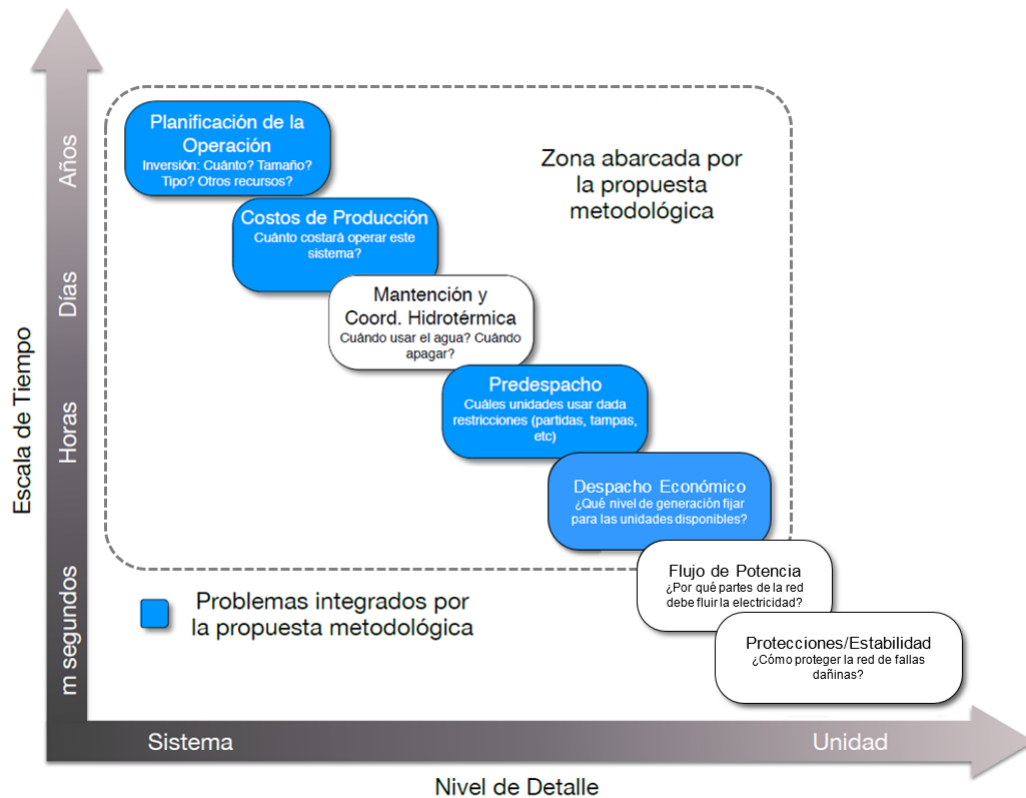 Planificación de la
Operación
Inversión: Cuánto? Tamaño?
Tipo? Otros recursos?
Zona abarcada por
la propuesta
metodológica
Costos de Producción
Cuánto costará operar este
sistema?
Mantención y
Coord. Hidrotérmica
Cuándo usar el agua? Cuándo
apagar?
Predespacho
Cuáles unidades usar dada
restricciones (partidas, tampas,
etc)
Despacho Económico
¿Qué nivel de generación fijar
para las unidades disponibles?
Flujo de Potencia
¿Por qué partes de la red
debe fluir la electricidad?
Protecciones/Estabilidad
¿Cómo proteger la red de fallas
dañinas?
Problemas integrados por
la propuesta metodológica
Escala de Tiempo
Años
Días
Horas
m segundos
Sistema
Unidad
Nivel de Detalle